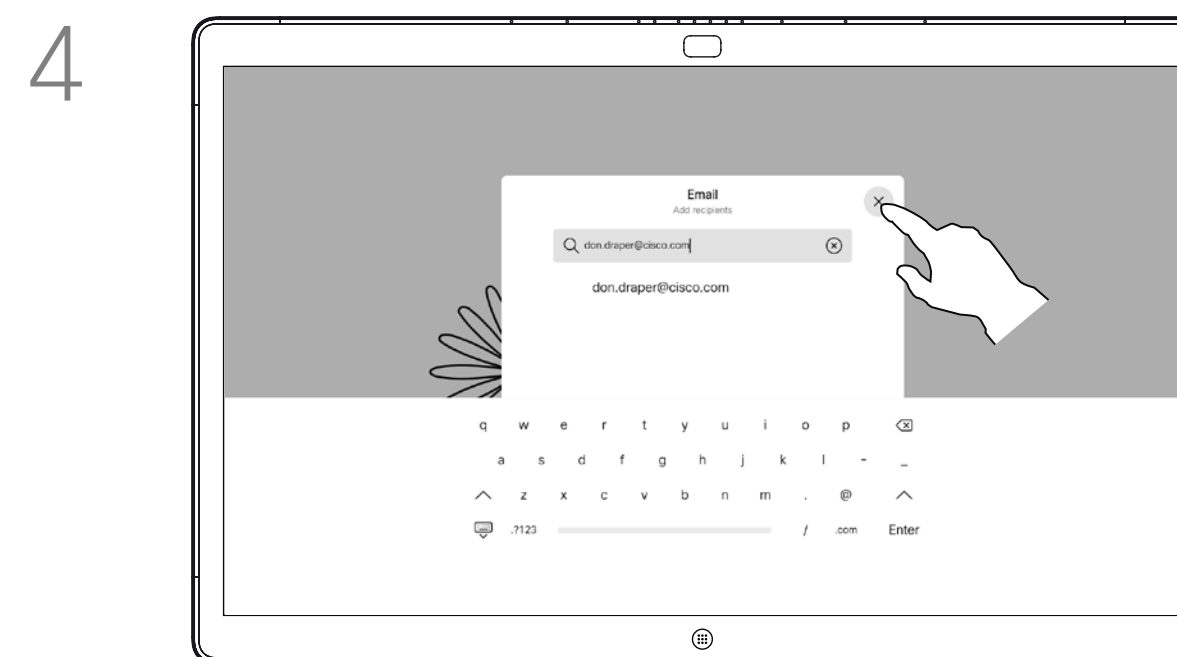 4
Email
Add recipients
don.draper@cisco.com
don.draper@cisco.com
q w e r t y u i o p
a s d f g h j k l - _
z x c v b n m . @
.?123 / .com Enter